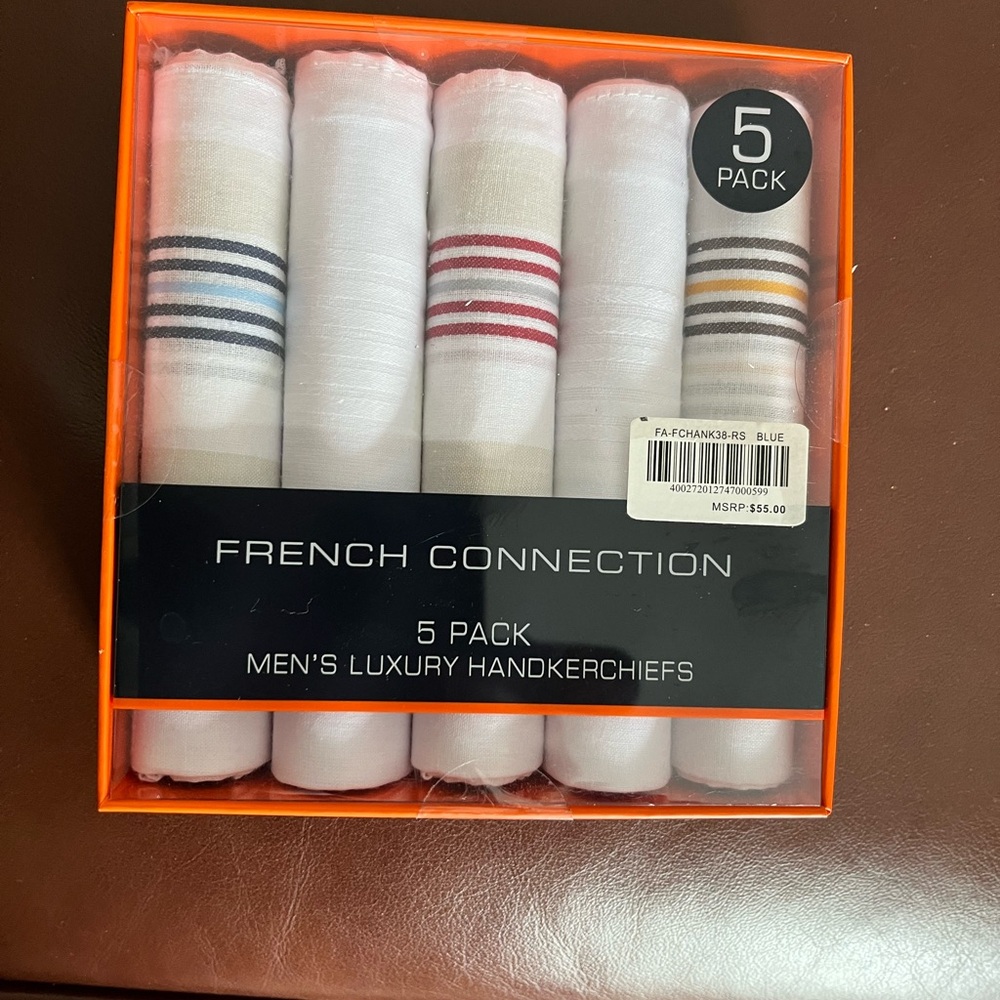 5
PACK
FA-FCHANK38-RS BLUE
400272012747000599
MSRP:$55.00
FRENCH CONNECTION
5 PACK
MEN'S LUXURY HANDKERCHIEFS